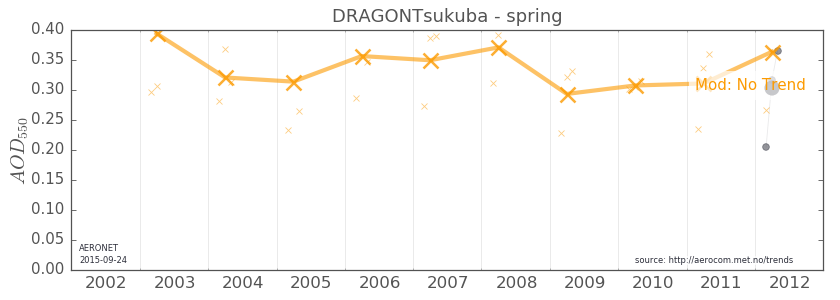 DRAGONTsukuba - spring
0.40
0.35
0.30
0.25
0.20
0.15
0.10
0.05
0.00
AOD550
Mod: No Trend
AERONET
2015-09-24
source: http://aerocom.met.no/trends
2002 2003 2004 2005 2006 2007 2008 2009 2010 2011 2012